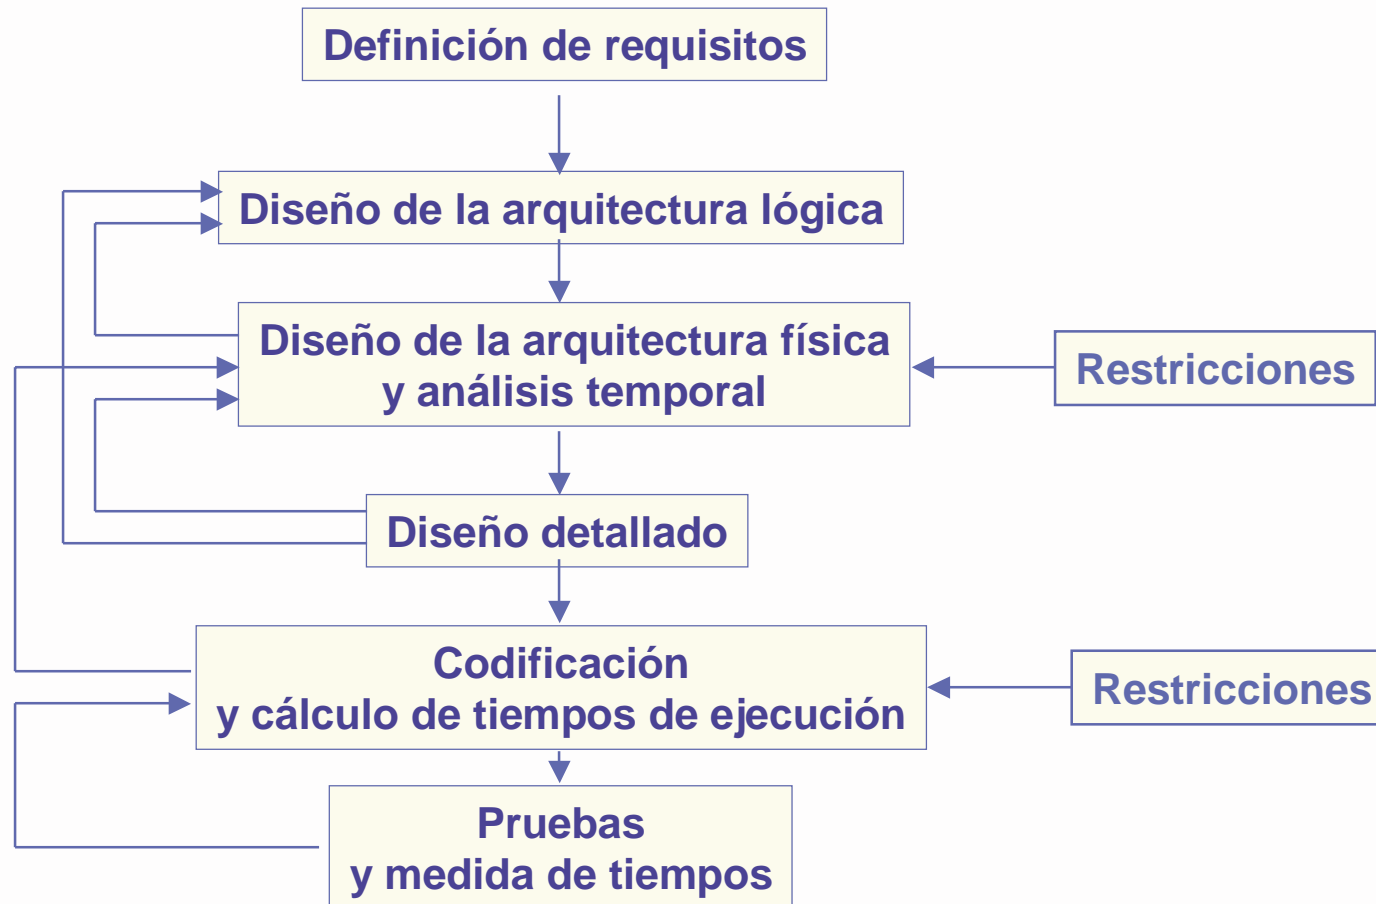 Definición de requisitos
Diseño de la arquitectura lógica
Diseño de la arquitectura física
y análisis temporal
Restricciones
Diseño detallado
Codificación
y cálculo de tiempos de ejecución
Restricciones
Pruebas
y medida de tiempos